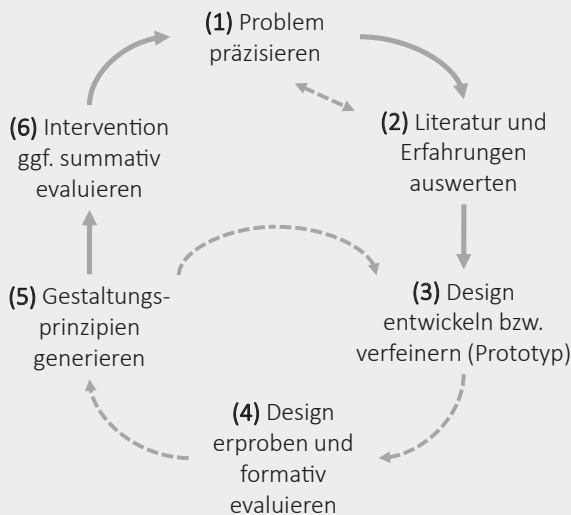 (1) Problem
präzisieren
(2) Literatur und
Erfahrungen
auswerten
(3) Design
entwickeln bzw.
verfeinern (Prototyp)
(4) Design
erproben und
formativ
evaluieren
(5) Gestaltungs-
prinzipien
generieren
(6) Intervention
ggf. summativ
evaluieren